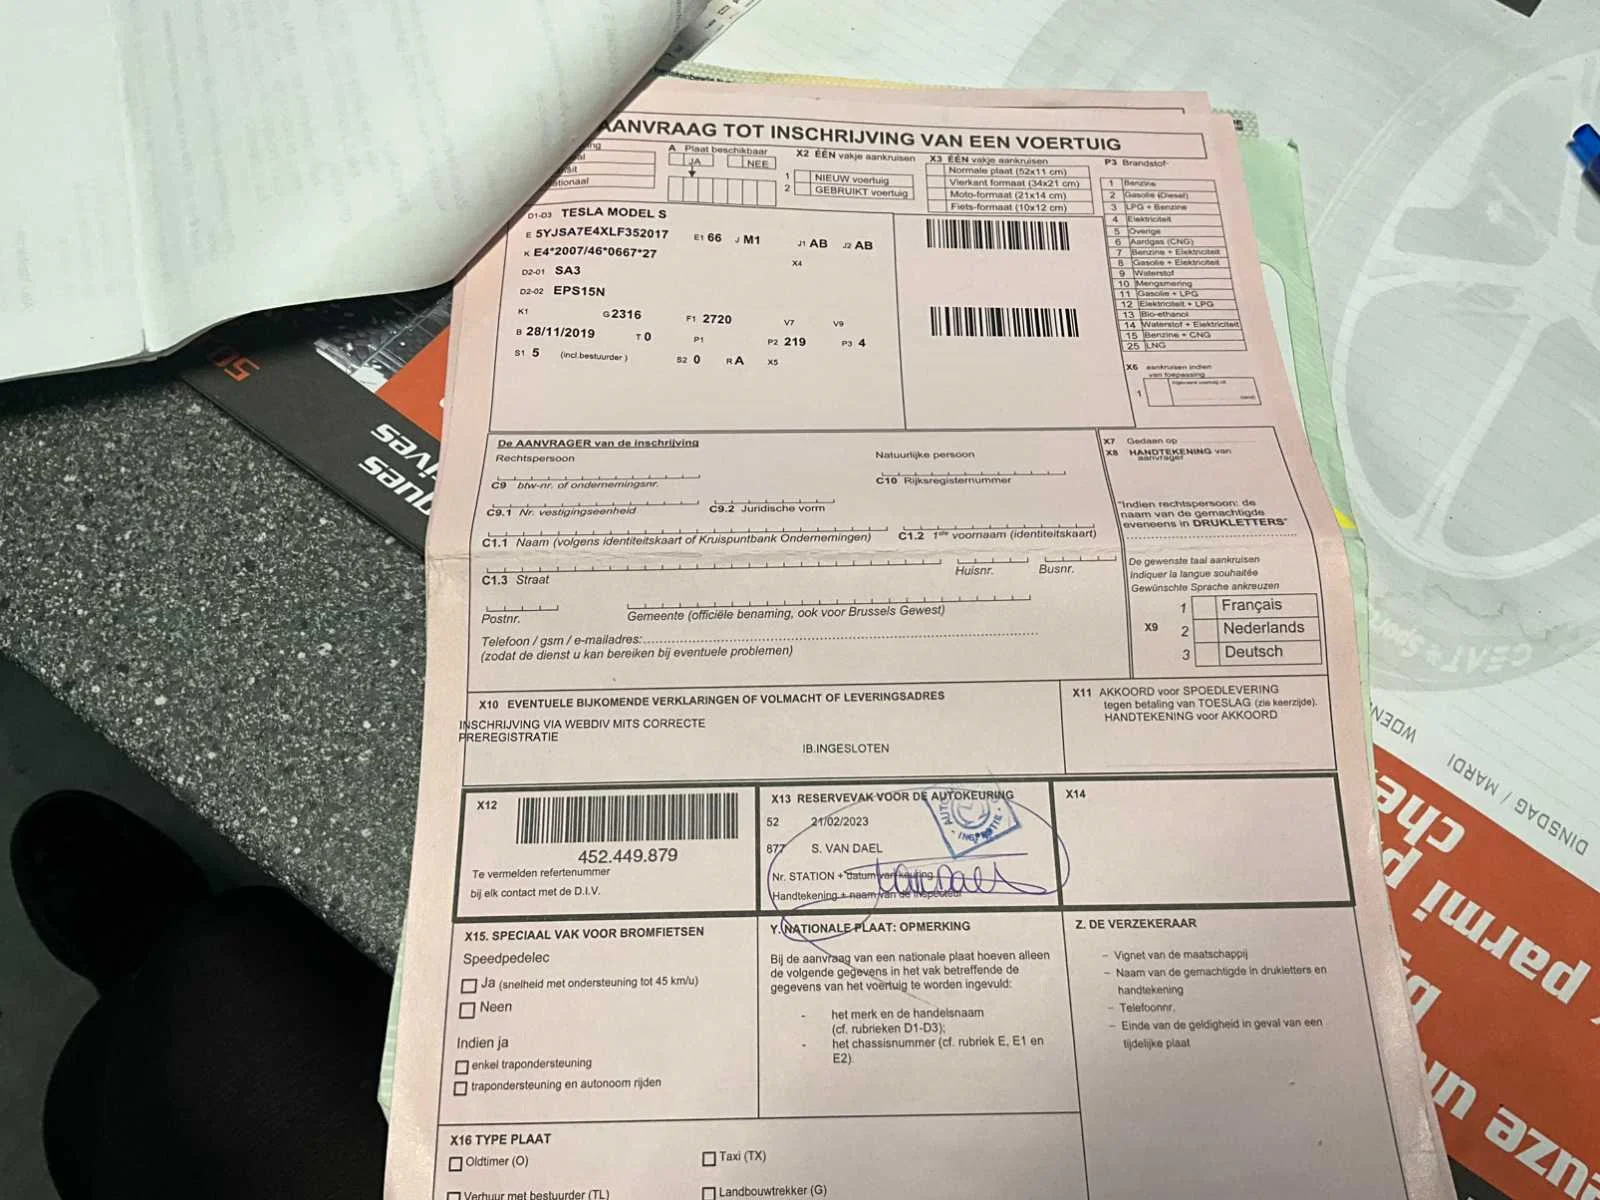 AANVRAAG TOT INSCHRIJVING VAN EEN VOERTUIG
A Plaat beschikbaar
JA
NEE
X2 ÉÉN vakje aankruisen
1 NIEUW voertuig
2 GEBRUIKT voertuig
X3 ÉÉN vakje aankruisen
Normale plaat (52x11 cm)
Vierkant formaat (34x21 cm)
Moto-formaat (21x14 cm)
Fiets-formaat (10x12 cm)
P3 Brandstof-
1 Benzine
2 Gasolie (Diesel)
3 LPG + Benzine
4 Elektriciteit
5 Overige
6 Aardgas (CNG)
7 Benzine + Elektriciteit
8 Gasolie + Elektriciteit
9 Waterstof
10 Mengsmering
11 Gasolie + LPG
12 Elektriciteit + LPG
13 Bio-ethanol
14 Waterstof + Elektriciteit
15 Benzine + CNG
25 LNG
X6 aankruisen indien van toepassing
1
D1-D3 TESLA MODEL S
E 5YJSA7E4XLF352017 E1 66 J M1 J1 AB J2 AB
K E4*2007/46*0667*27 X4
D2-01 SA3
D2-02 EPS15N
K1 G 2316 F1 2720 V7 V9
B 28/11/2019 T 0 P1 P2 219 P3 4
S1 5 (incl.bestuurder) S2 0 R A X5
De AANVRAGER van de inschrijving
Rechtspersoon
Natuurlijke persoon
C9 btw-nr. of ondernemingsnr.
C10 Rijksregisternummer
C9.1 Nr. vestigingseenheid
C9.2 Juridische vorm
C1.1 Naam (volgens identiteitskaart of Kruispuntbank Ondernemingen)
C1.2 1ste voornaam (identiteitskaart)
C1.3 Straat
Huisnr.
Busnr.
Postnr.
Gemeente (officiële benaming, ook voor Brussels Gewest)
Telefoon / gsm / e-mailadres:
(zodat de dienst u kan bereiken bij eventuele problemen)
X7 Gedaan op
X8 HANDTEKENING van aanvrager
"Indien rechtspersoon: de
naam van de gemachtigde
eveneens in DRUKLETTERS"
De gewenste taal aankruisen
Indiquer la langue souhaitée
Gewünschte Sprache ankreuzen
X9
1 Français
2 Nederlands
3 Deutsch
X10 EVENTUELE BIJKOMENDE VERKLARINGEN OF VOLMACHT OF LEVERINGSADRES
INSCHRIJVING VIA WEBDIV MITS CORRECTE
PREREGISTRATIE
IB.INGESLOTEN
X11 AKKOORD voor SPOEDLEVERING
tegen betaling van TOESLAG (zie keerzijde).
HANDTEKENING voor AKKOORD
X12
452.449.879
Te vermelden refertenummer
bij elk contact met de D.I.V.
X13 RESERVEVAK VOOR DE AUTOKEURING
52 21/02/2023
877 S. VAN DAEL
Nr. STATION + datum van keuring
Handtekening + naam van de inspecteur
INSPECTIE
X14
X15. SPECIAAL VAK VOOR BROMFIETSEN
Speedpedelec
Ja (snelheid met ondersteuning tot 45 km/u)
Neen
Indien ja
enkel trapondersteuning
trapondersteuning en autonoom rijden
Y. NATIONALE PLAAT: OPMERKING
Bij de aanvraag van een nationale plaat hoeven alleen
de volgende gegevens in het vak betreffende de
gegevens van het voertuig te worden ingevuld:
- het merk en de handelsnaam
(cf. rubrieken D1-D3);
- het chassisnummer (cf. rubriek E, E1 en
E2).
Z. DE VERZEKERAAR
– Vignet van de maatschappij
– Naam van de gemachtigde in drukletters en
handtekening
– Telefoonnr.
– Einde van de geldigheid in geval van een
tijdelijke plaat
X16 TYPE PLAAT
Oldtimer (O)
Taxi (TX)
Verhuur met bestuurder (TL)
Landbouwtrekker (G)
DINSDAG / MARDI
WOENS
CEAT
parmi